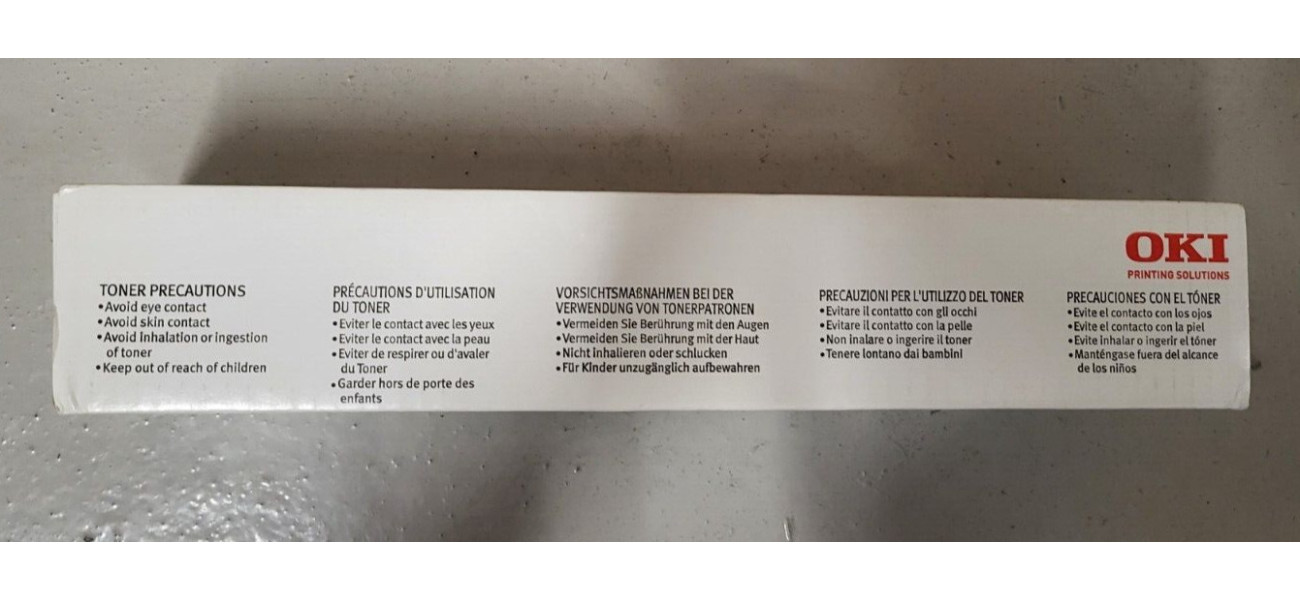 OKI
PRINTING SOLUTIONS
TONER PRECAUTIONS
•Avoid eye contact
•Avoid skin contact
•Avoid Inhalation or ingestion
of toner
•Keep out of reach of children
PRÉCAUTIONS D'UTILISATION
DU TONER
•Eviter le contact avec les yeux
•Eviter le contact avec la peau
•Eviter de respirer ou d'avaler
du Toner
•Garder hors de porte des
enfants
VORSICHTSMAßNAHMEN BEI DER
VERWENDUNG VON TONERPATRONEN
•Vermeiden Sie Berührung mit den Augen
•Vermeiden Sie Berührung mit der Haut
•Nicht inhalieren oder schlucken
•Für Kinder unzugänglich aufbewahren
PRECAUZIONI PER L'UTILIZZO DEL TONER
•Evitare il contatto con gli occhi
•Evitare il contatto con la pelle
•Non inalare o ingerire il toner
•Tenere lontano dai bambini
PRECAUCIONES CON EL TÓNER
•Evite el contacto con los ojos
•Evite el contacto con la piel
•Evite inhalar o ingerir el tóner
•Manténgase fuera del alcance
de los niños